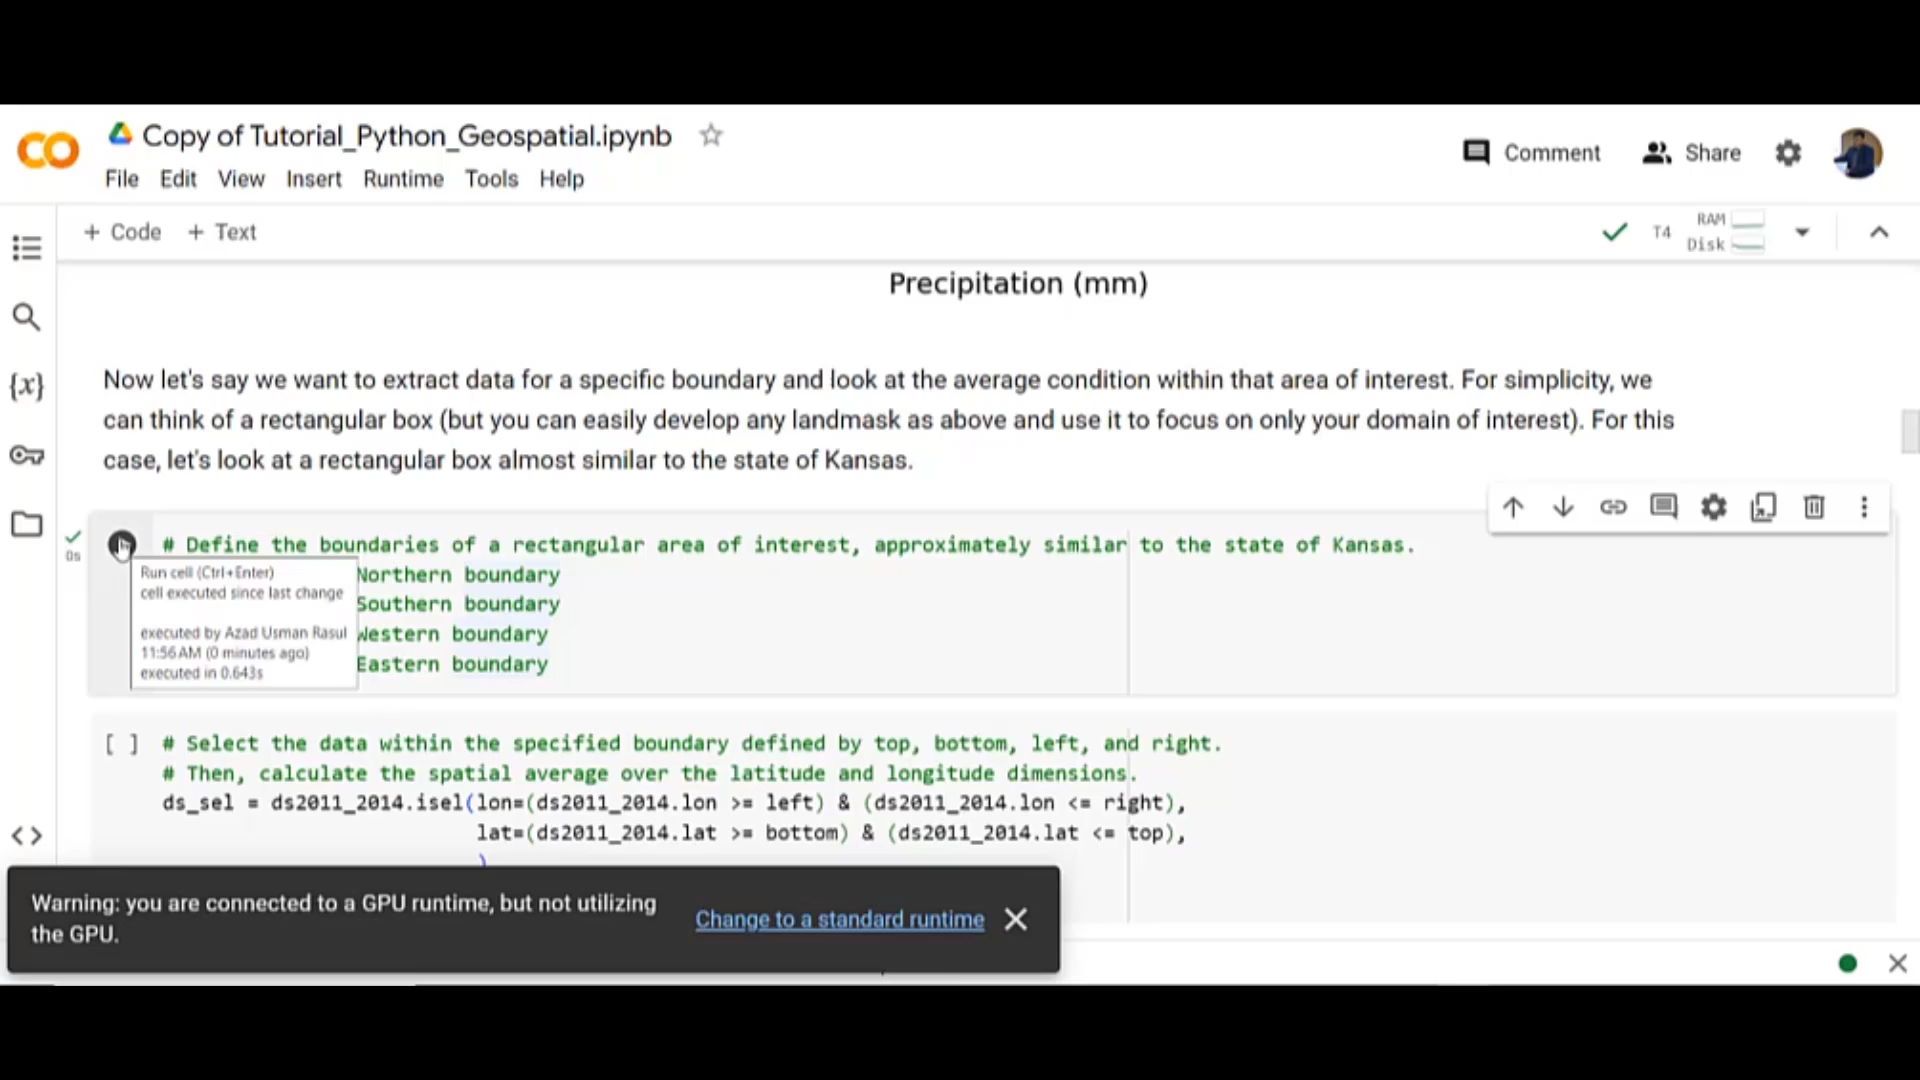 CO
Copy of Tutorial_Python_Geospatial.ipynb
Comment
Share
File Edit View Insert Runtime Tools Help
+ Code + Text
T4
RAM
Disk
Precipitation (mm)
Now let's say we want to extract data for a specific boundary and look at the average condition within that area of interest. For simplicity, we
can think of a rectangular box (but you can easily develop any landmask as above and use it to focus on only your domain of interest). For this
case, let's look at a rectangular box almost similar to the state of Kansas.
0s
# Define the boundaries of a rectangular area of interest, approximately similar to the state of Kansas.
Northern boundary
Southern boundary
Western boundary
Eastern boundary
Run cell (Ctrl+Enter)
cell executed since last change
executed by Azad Usman Rasul
11:56 AM (0 minutes ago)
executed in 0.643s
[ ] # Select the data within the specified boundary defined by top, bottom, left, and right.
# Then, calculate the spatial average over the latitude and longitude dimensions.
ds_sel = ds2011_2014.isel(lon=(ds2011_2014.lon >= left) & (ds2011_2014.lon <= right),
lat=(ds2011_2014.lat >= bottom) & (ds2011_2014.lat <= top),
)
Warning: you are connected to a GPU runtime, but not utilizing
the GPU.
Change to a standard runtime